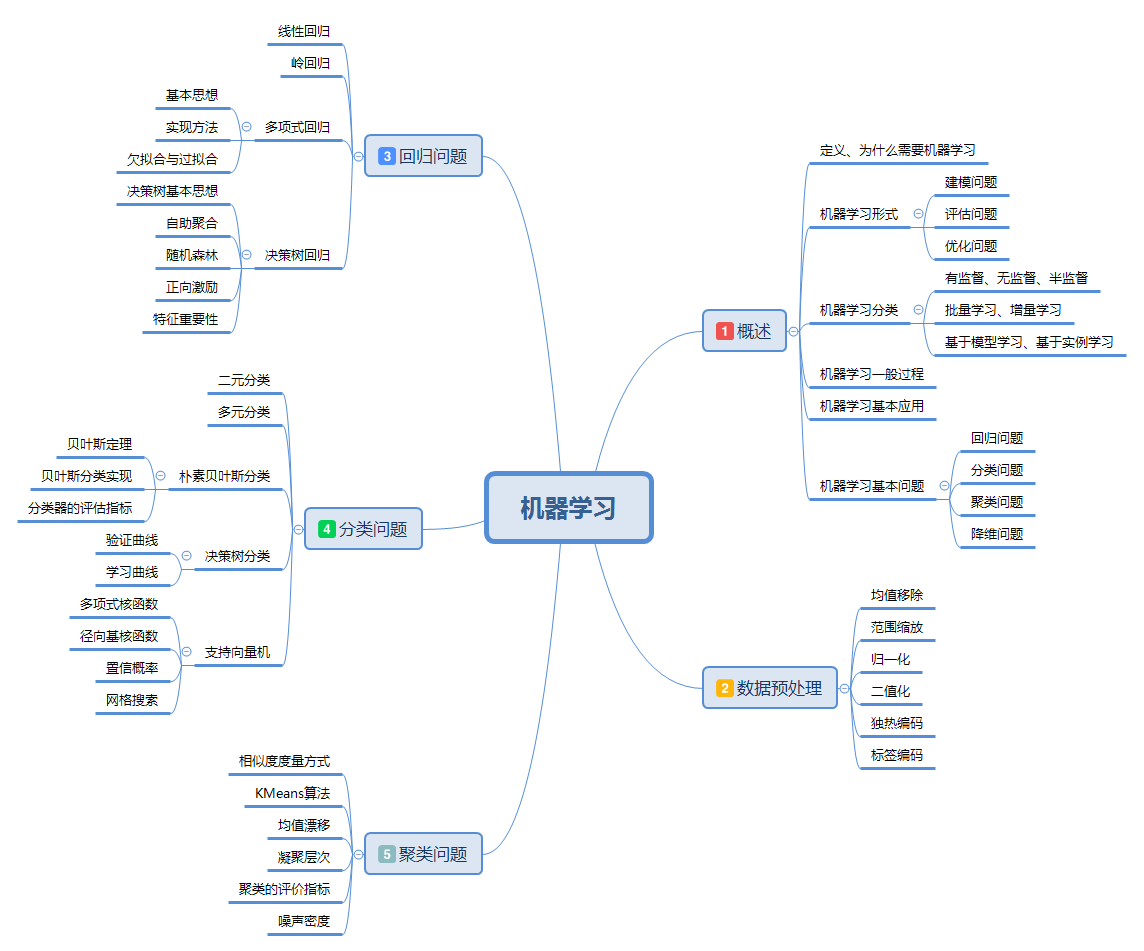 机器学习
1 概述
定义、为什么需要机器学习
机器学习形式
建模问题
评估问题
优化问题
机器学习分类
有监督、无监督、半监督
批量学习、增量学习
基于模型学习、基于实例学习
机器学习一般过程
机器学习基本应用
机器学习基本问题
回归问题
分类问题
聚类问题
降维问题
2 数据预处理
均值移除
范围缩放
归一化
二值化
独热编码
标签编码
3 回归问题
线性回归
岭回归
多项式回归
基本思想
实现方法
欠拟合与过拟合
决策树回归
决策树基本思想
自助聚合
随机森林
正向激励
特征重要性
4 分类问题
二元分类
多元分类
朴素贝叶斯分类
贝叶斯定理
贝叶斯分类实现
分类器的评估指标
决策树分类
验证曲线
学习曲线
支持向量机
多项式核函数
径向基核函数
置信概率
网格搜索
5 聚类问题
相似度度量方式
KMeans算法
均值漂移
凝聚层次
聚类的评价指标
噪声密度